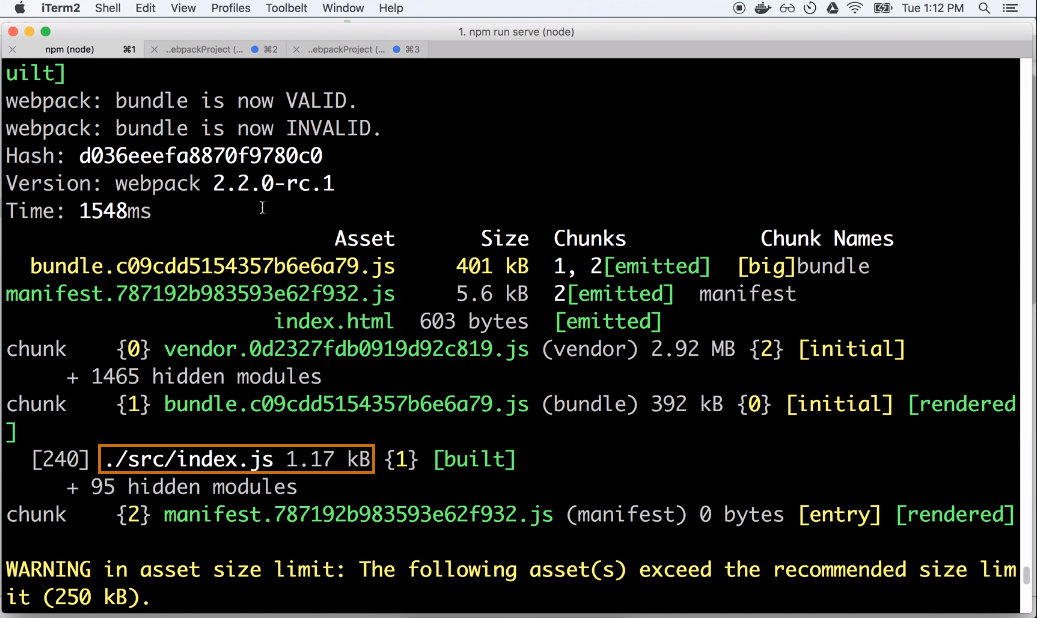 iTerm2 Shell Edit View Profiles Toolbelt Window Help Tue 1:12 PM
1. npm run serve (node)
npm (node) ⌘1 ..ebpackProject (... ⌘2 ..ebpackProject (... ⌘3
uilt]
webpack: bundle is now VALID.
webpack: bundle is now INVALID.
Hash: d036eeefa8870f9780c0
Version: webpack 2.2.0-rc.1
Time: 1548ms
Asset Size Chunks Chunk Names
bundle.c09cdd5154357b6e6a79.js 401 kB 1, 2[emitted] [big]bundle
manifest.787192b983593e62f932.js 5.6 kB 2[emitted] manifest
index.html 603 bytes [emitted]
chunk {0} vendor.0d2327fdb0919d92c819.js (vendor) 2.92 MB {2} [initial]
+ 1465 hidden modules
chunk {1} bundle.c09cdd5154357b6e6a79.js (bundle) 392 kB {0} [initial] [rendered
]
[240] ./src/index.js 1.17 kB {1} [built]
+ 95 hidden modules
chunk {2} manifest.787192b983593e62f932.js (manifest) 0 bytes [entry] [rendered]
WARNING in asset size limit: The following asset(s) exceed the recommended size lim
it (250 kB).